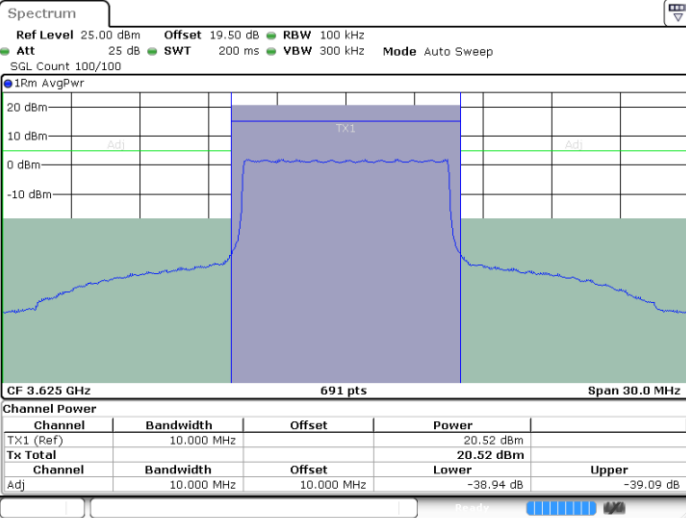 Spectrum
Ref Level 25.00 dBm Offset 19.50 dB RBW 100 kHz
Att 25 dB SWT 200 ms VBW 300 kHz Mode Auto Sweep
SGL Count 100/100
1Rm AvgPwr
20 dBm
TX1
10 dBm
Adj Adj
0 dBm
-10 dBm
CF 3.625 GHz 691 pts Span 30.0 MHz
Channel Power
Channel Bandwidth Offset Power
TX1 (Ref) 10.000 MHz 20.52 dBm
Tx Total 20.52 dBm
Channel Bandwidth Offset Lower Upper
Adj 10.000 MHz 10.000 MHz -38.94 dB -39.09 dB
Ready